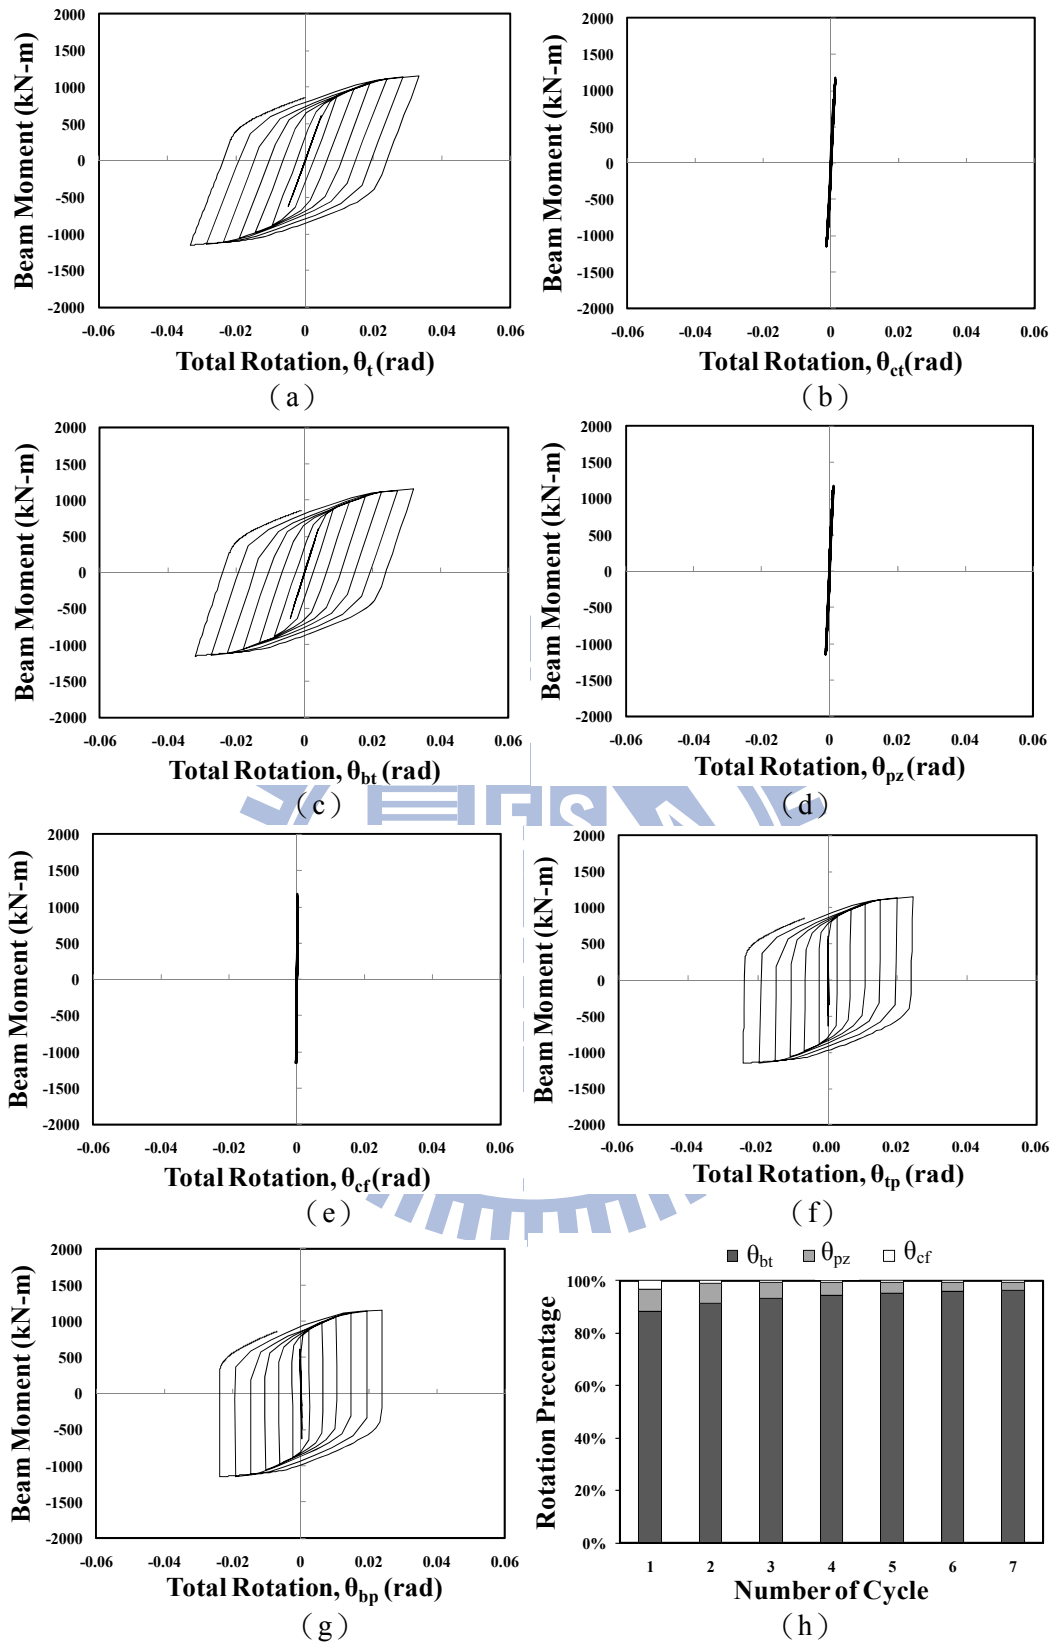 2000
1500
1000
500
0
-500
-1000
-1500
-2000
Beam Moment (kN-m)
-0.06 -0.04 -0.02 0 0.02 0.04 0.06
Total Rotation, θt (rad)
(a)
2000
1500
1000
500
0
-500
-1000
-1500
-2000
Beam Moment (kN-m)
-0.06 -0.04 -0.02 0 0.02 0.04 0.06
Total Rotation, θct(rad)
(b)
2000
1500
1000
500
0
-500
-1000
-1500
-2000
Beam Moment (kN-m)
-0.06 -0.04 -0.02 0 0.02 0.04 0.06
Total Rotation, θbt (rad)
(c)
2000
1500
1000
500
0
-500
-1000
-1500
-2000
Beam Moment (kN-m)
-0.06 -0.04 -0.02 0 0.02 0.04 0.06
Total Rotation, θpz (rad)
(d)
2000
1500
1000
500
0
-500
-1000
-1500
-2000
Beam Moment (kN-m)
-0.06 -0.04 -0.02 0 0.02 0.04 0.06
Total Rotation, θcf(rad)
(e)
2000
1500
1000
500
0
-500
-1000
-1500
-2000
Beam Moment (kN-m)
-0.06 -0.04 -0.02 0.00 0.02 0.04 0.06
Total Rotation, θtp (rad)
(f)
2000
1500
1000
500
0
-500
-1000
-1500
-2000
Beam Moment (kN-m)
-0.06 -0.04 -0.02 0 0.02 0.04 0.06
Total Rotation, θbp (rad)
(g)
θbt θpz θcf
100%
80%
60%
40%
20%
0%
Rotation Precentage
1 2 3 4 5 6 7
Number of Cycle
(h)